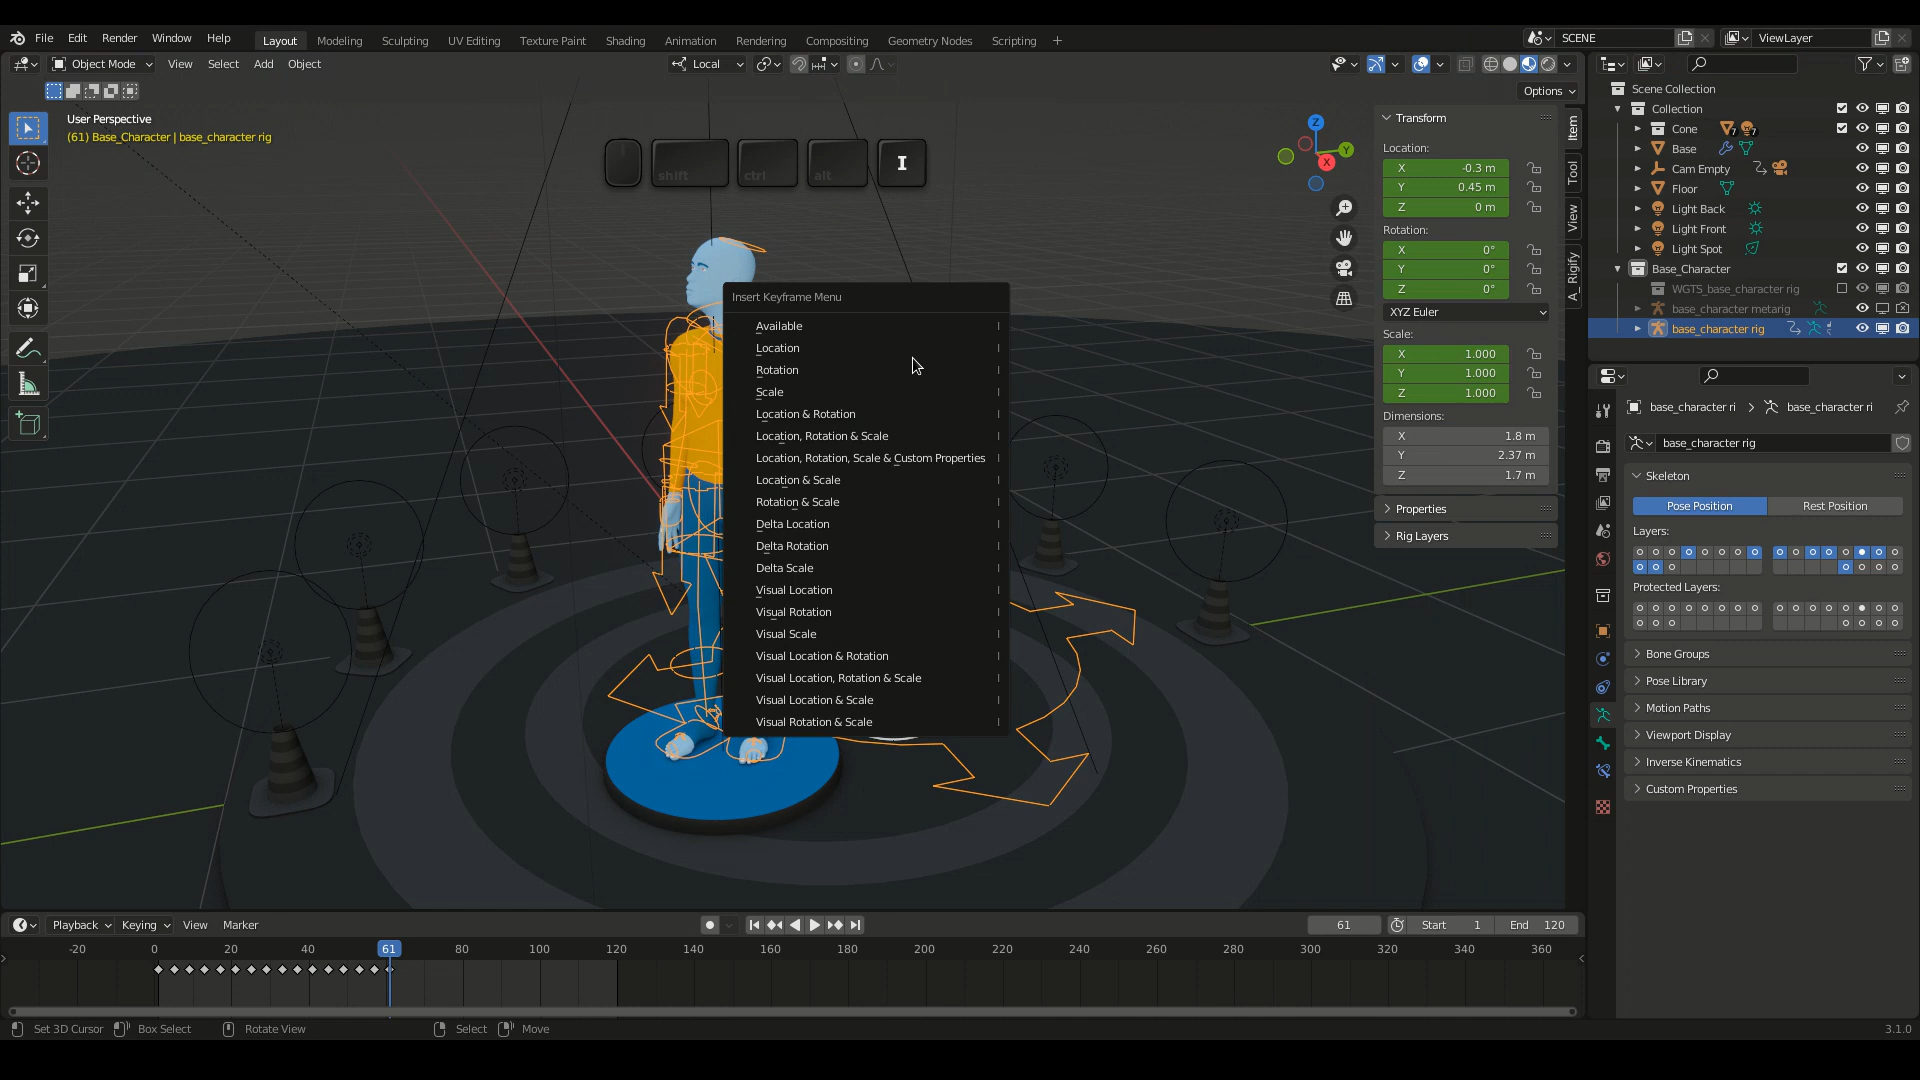 File Edit Render Window Help Layout Modeling Sculpting UV Editing Texture Paint Shading Animation Rendering Compositing Geometry Nodes Scripting + SCENE ViewLayer
Object Mode View Select Add Object Local
Options
User Perspective
(61) Base_Character | base_character rig
shift ctrl alt I
Z
Y
X
Insert Keyframe Menu
Available I
Location I
Rotation I
Scale I
Location & Rotation I
Location, Rotation & Scale I
Location, Rotation, Scale & Custom Properties I
Location & Scale I
Rotation & Scale I
Delta Location I
Delta Rotation I
Delta Scale I
Visual Location I
Visual Rotation I
Visual Scale I
Visual Location & Rotation I
Visual Location, Rotation & Scale I
Visual Location & Scale I
Visual Rotation & Scale I
Transform
Location:
X -0.3 m
Y 0.45 m
Z 0 m
Rotation:
X 0°
Y 0°
Z 0°
XYZ Euler
Scale:
X 1.000
Y 1.000
Z 1.000
Dimensions:
X 1.8 m
Y 2.37 m
Z 1.7 m
Properties
Rig Layers
Item
Tool
View
A_Rigify
Scene Collection
Collection
Cone 7 7
Base
Cam Empty
Floor
Light Back
Light Front
Light Spot
Base_Character
WGTS_base_character rig
base_character metarig
base_character rig
base_character ri > base_character ri
base_character rig
Skeleton
Pose Position Rest Position
Layers:
Protected Layers:
Bone Groups
Pose Library
Motion Paths
Viewport Display
Inverse Kinematics
Custom Properties
Playback Keying View Marker 61 Start 1 End 120
-20 0 20 40 61 80 100 120 140 160 180 200 220 240 260 280 300 320 340 360
Set 3D Cursor Box Select Rotate View Select Move 3.1.0